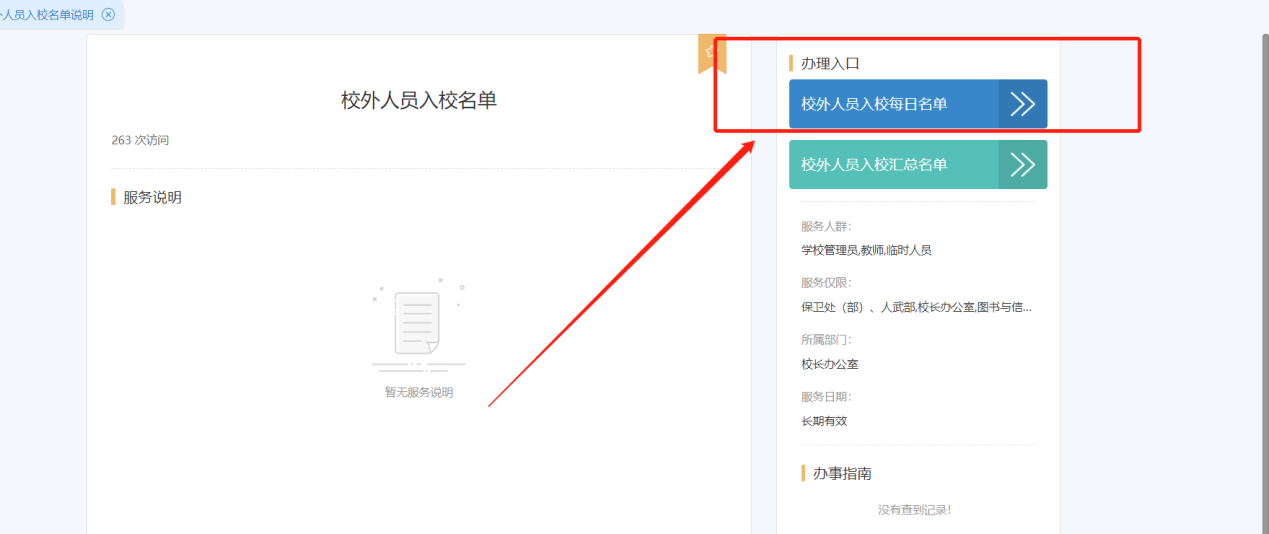 人员入校名单说明
校外人员入校名单
263 次访问
服务说明
暂无服务说明
办理入口
校外人员入校每日名单
校外人员入校汇总名单
服务人群：
学校管理员,教师,临时人员
服务仅限：
保卫处（部）、人武部,校长办公室,图书与信...
所属部门：
校长办公室
服务日期：
长期有效
办事指南
没有查到记录！